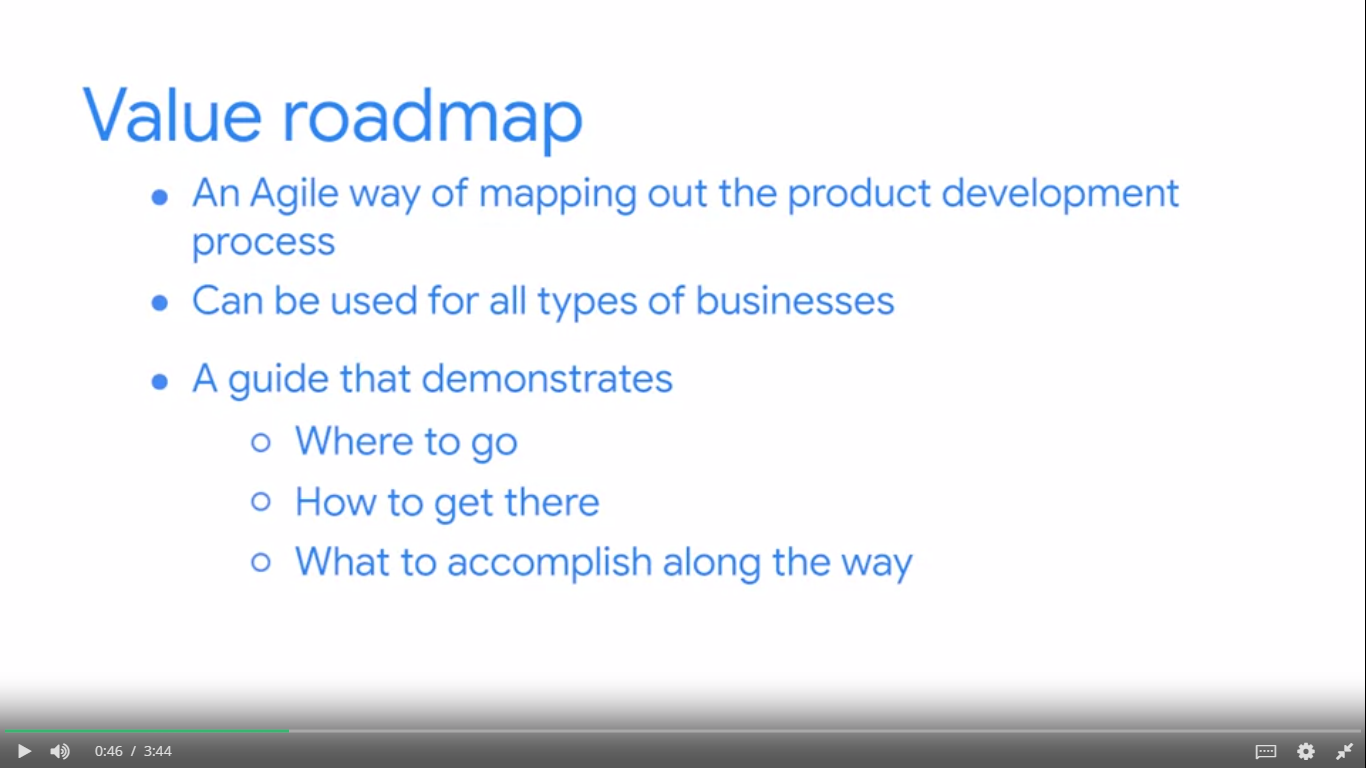 Value roadmap
● An Agile way of mapping out the product development
process
● Can be used for all types of businesses
● A guide that demonstrates
○ Where to go
○ How to get there
○ What to accomplish along the way
0:46 / 3:44